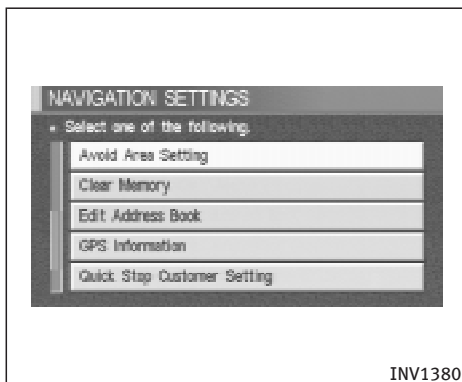 NAVIGATION SETTINGS
Select one of the following.
Avoid Area Setting
Clear Memory
Edit Address Book
GPS Information
Quick Stop Customer Setting
INV1380